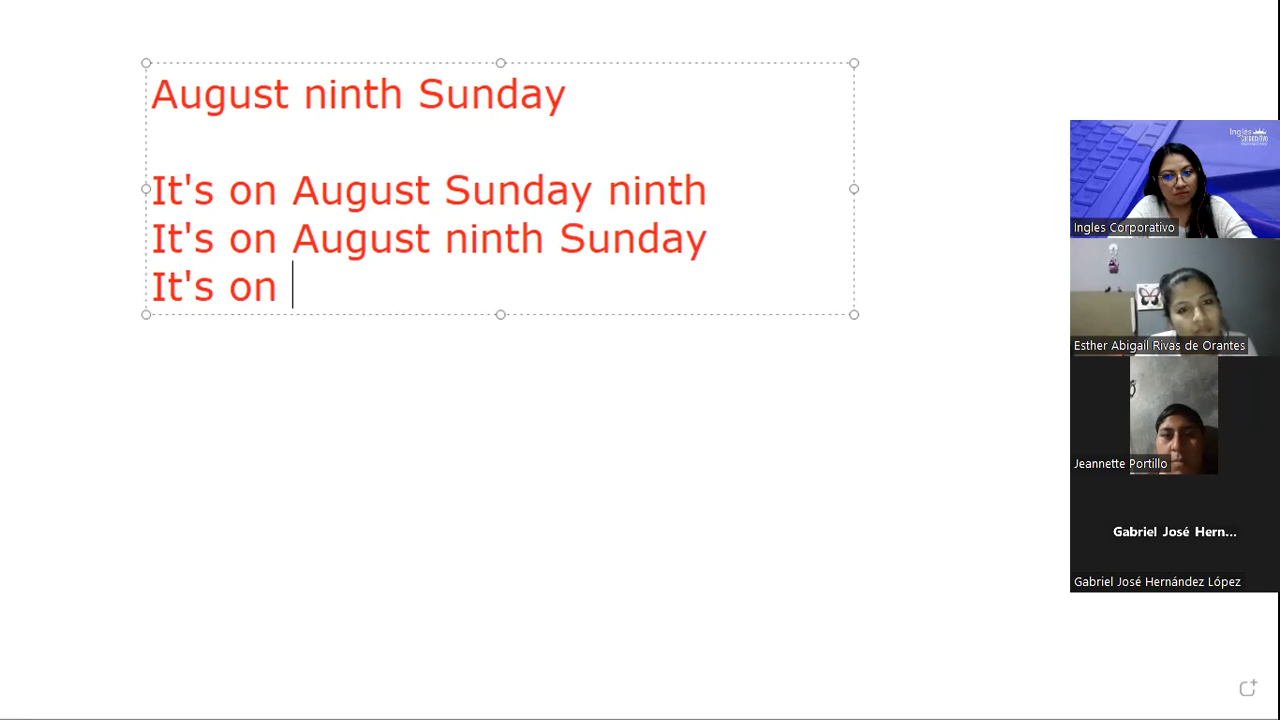 August ninth Sunday
It's on August Sunday ninth
It's on August ninth Sunday
It's on
Ingles
Ingles Corporativo
Esther Abigail Rivas de Orantes
Jeannette Portillo
Gabriel José Hern...
Gabriel José Hernández López